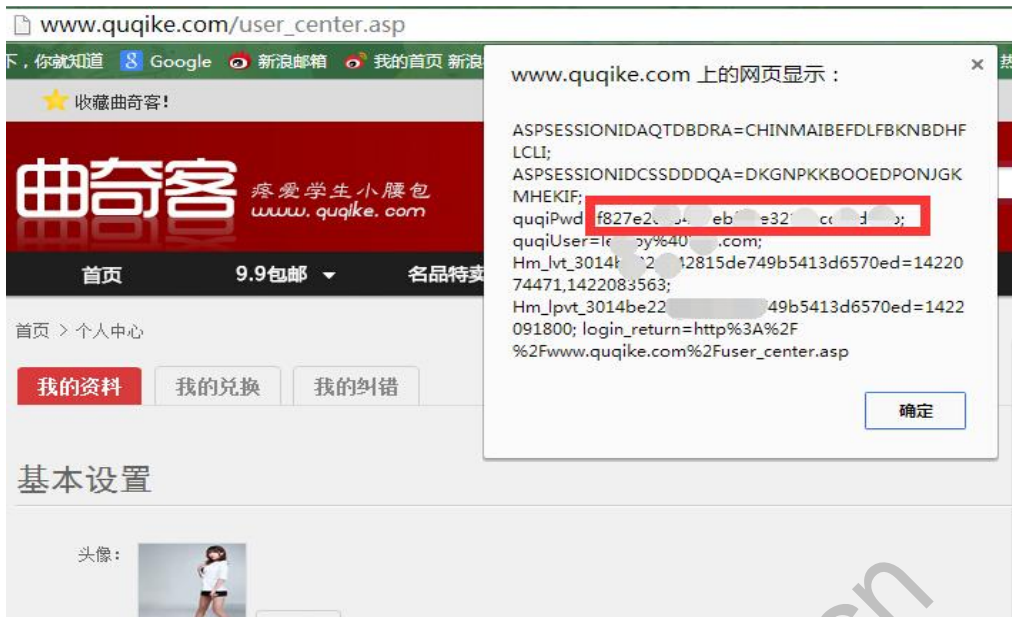 www.quqike.com/user_center.asp
下，你就知道 Google 新浪邮箱 我的首页 新浪
收藏曲奇客!
曲奇客 疼爱学生小腰包
www.quqike.com
首页 9.9包邮 名品特卖
首页 > 个人中心
我的资料 我的兑换 我的纠错
基本设置
头像:
www.quqike.com 上的网页显示：
ASPSESSIONIDAQTDBDRA=CHINMAIBEFDLFBKNBDHF
LCLI;
ASPSESSIONIDCSSDDDQA=DKGNPKKBOOEDPONJGK
MHEKIF;
quqiPwd
quqiUser= .com;
Hm_lvt_3014b 42815de749b5413d6570ed=14220
74471,1422083563;
Hm_lpvt_3014be22 49b5413d6570ed=1422
091800; login_return=http%3A%2F
%2Fwww.quqike.com%2Fuser_center.asp
确定
cn